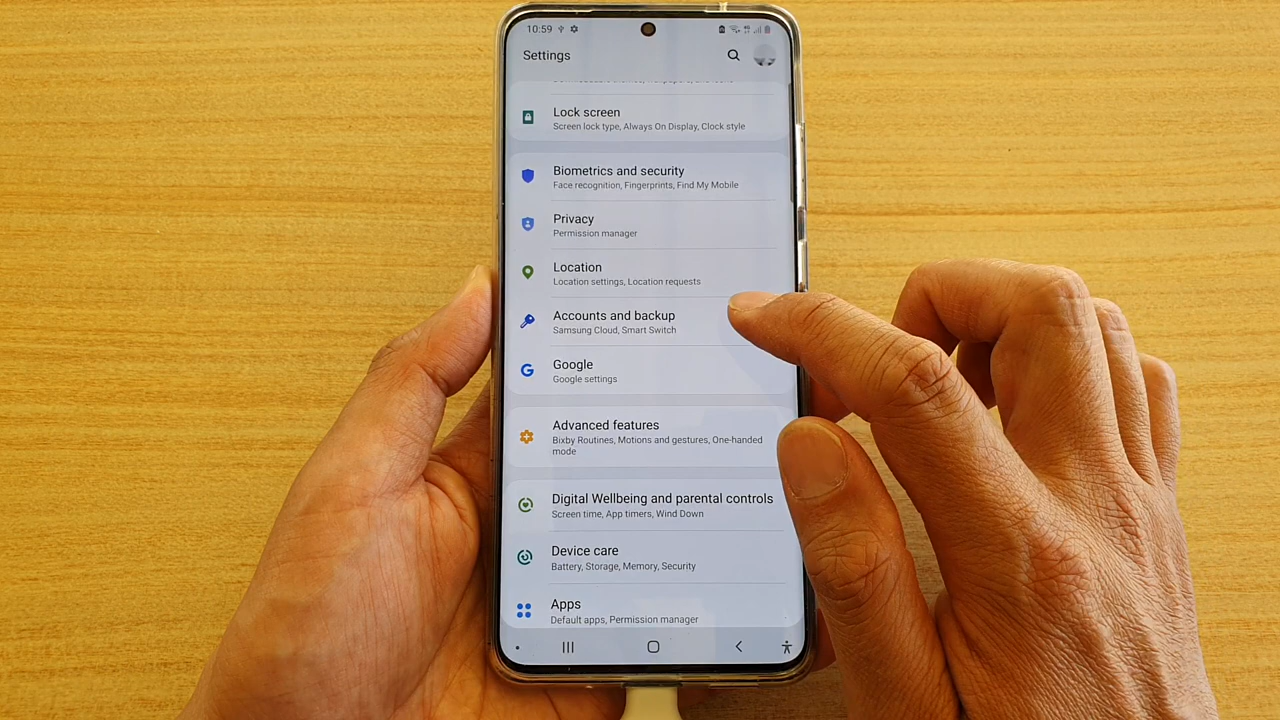 10:59
Settings
Lock screen
Screen lock type, Always On Display, Clock style
Biometrics and security
Face recognition, Fingerprints, Find My Mobile
Privacy
Permission manager
Location
Location settings, Location requests
Accounts and backup
Samsung Cloud, Smart Switch
Google
Google settings
Advanced features
Bixby Routines, Motions and gestures, One-handed
mode
Digital Wellbeing and parental controls
Screen time, App timers, Wind Down
Device care
Battery, Storage, Memory, Security
Apps
Default apps, Permission manager